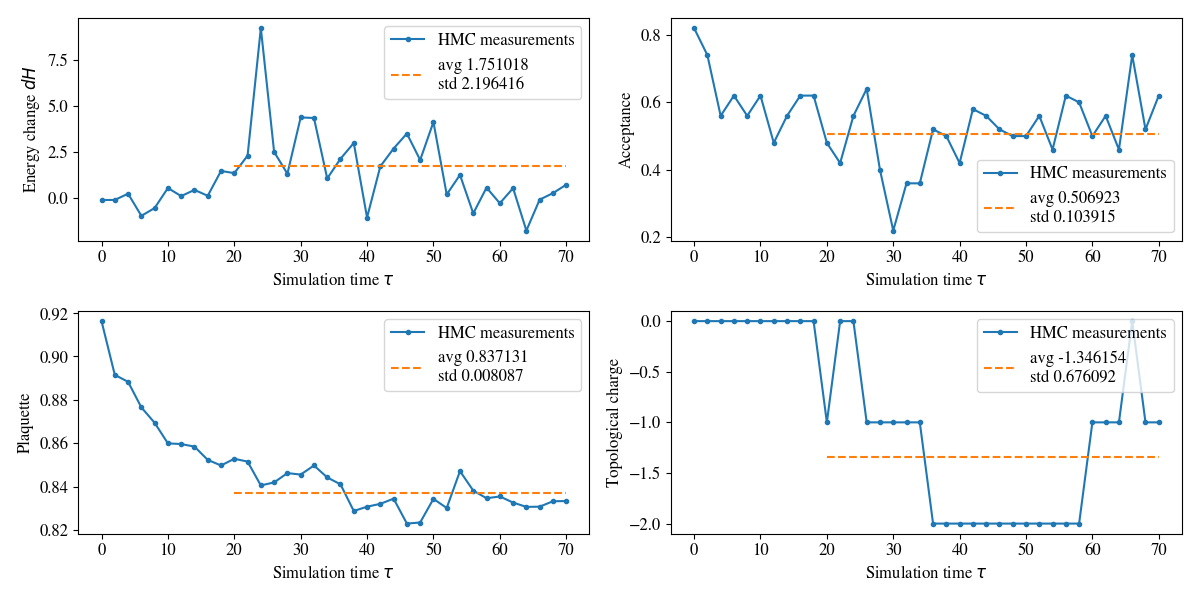 Energy change dH
7.5
5.0
2.5
0.0
HMC measurements
avg 1.751018
std 2.196416
0 10 20 30 40 50 60 70
Simulation time τ
Acceptance
0.8
0.6
0.4
0.2
HMC measurements
avg 0.506923
std 0.103915
0 10 20 30 40 50 60 70
Simulation time τ
Plaquette
0.92
0.90
0.88
0.86
0.84
0.82
HMC measurements
avg 0.837131
std 0.008087
0 10 20 30 40 50 60 70
Simulation time τ
Topological charge
0.0
−0.5
−1.0
−1.5
−2.0
HMC measurements
avg -1.346154
std 0.676092
0 10 20 30 40 50 60 70
Simulation time τ